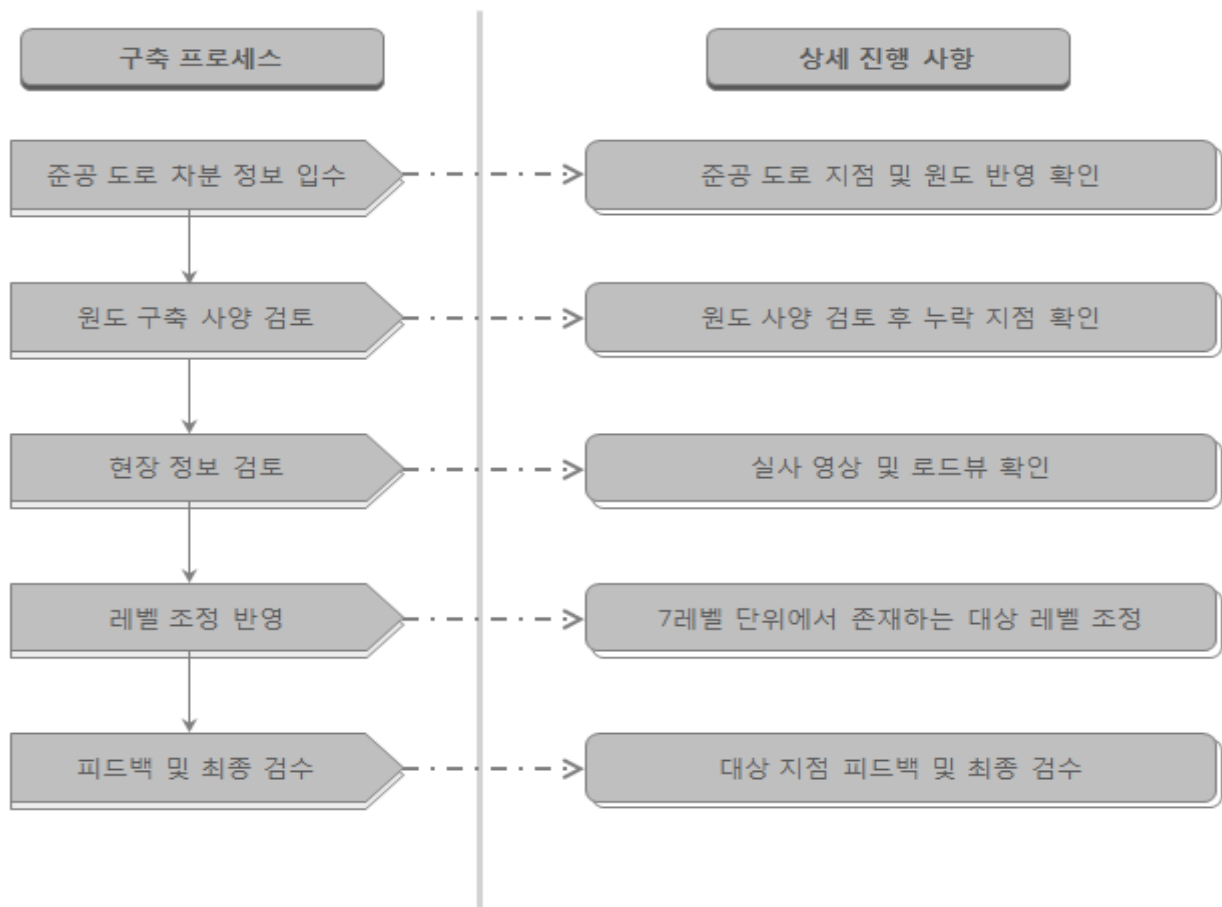 구축 프로세스
상세 진행 사항
준공 도로 차분 정보 입수
준공 도로 지점 및 원도 반영 확인
원도 구축 사양 검토
원도 사양 검토 후 누락 지점 확인
현장 정보 검토
실사 영상 및 로드뷰 확인
레벨 조정 반영
7레벨 단위에서 존재하는 대상 레벨 조정
피드백 및 최종 검수
대상 지점 피드백 및 최종 검수